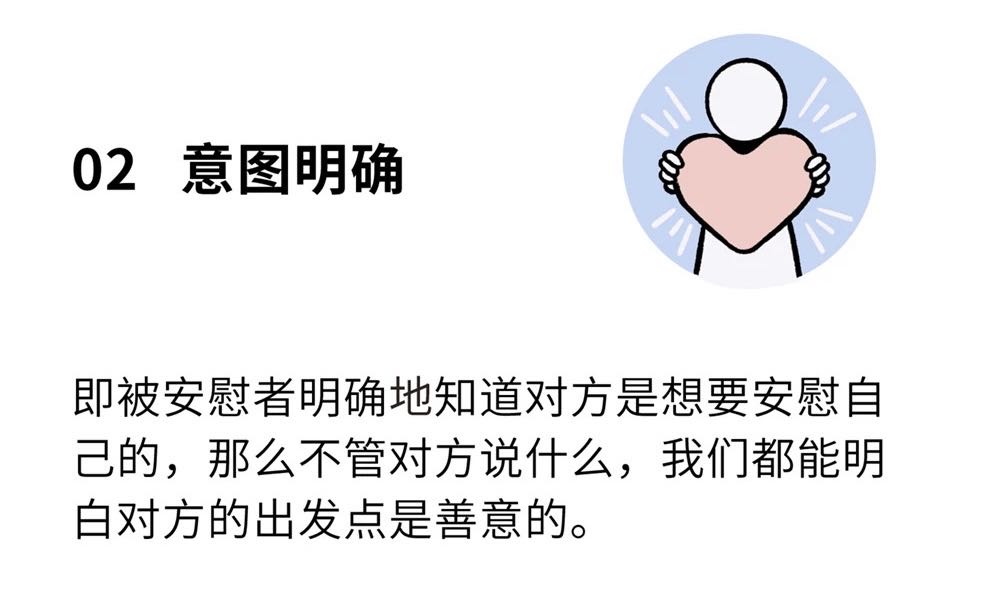 02 意图明确
即被安慰者明确地知道对方是想要安慰自
己的，那么不管对方说什么，我们都能明
白对方的出发点是善意的。